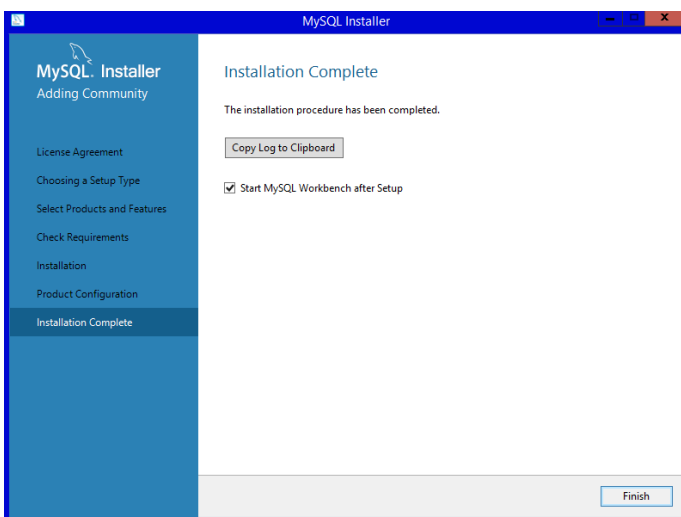 MySQL Installer
MySQL. Installer
Adding Community
License Agreement
Choosing a Setup Type
Select Products and Features
Check Requirements
Installation
Product Configuration
Installation Complete
Installation Complete
The installation procedure has been completed.
Copy Log to Clipboard
Start MySQL Workbench after Setup
Finish